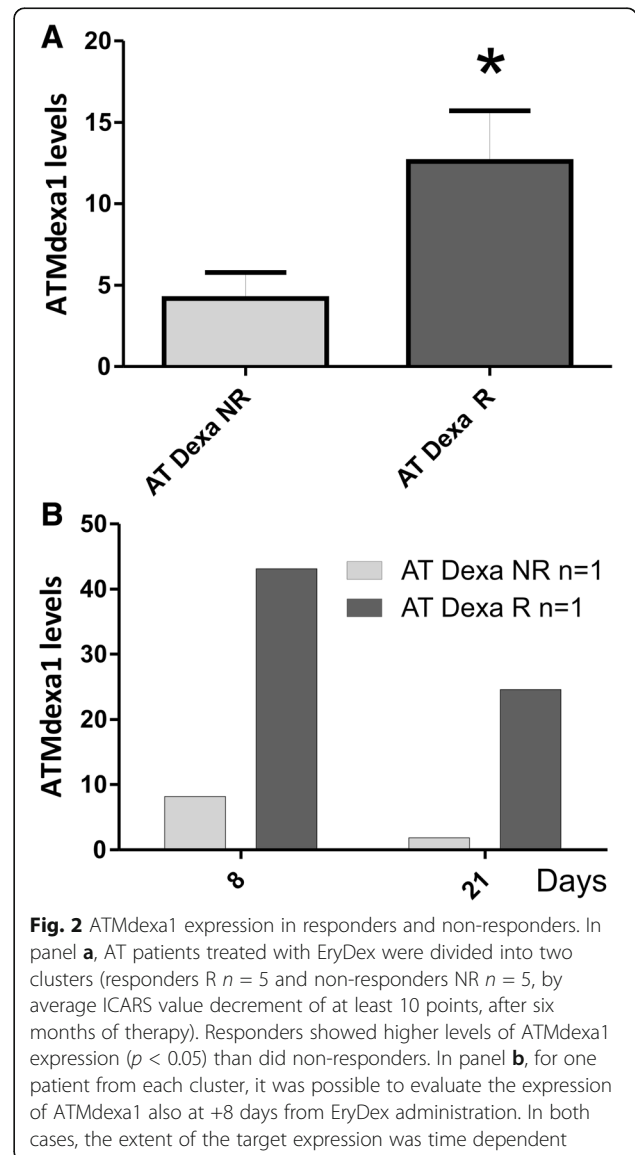 A
20
15
10
5
0
ATMdexa1 levels
*
AT Dexa NR
AT Dexa R
B
50
40
30
20
10
0
ATMdexa1 levels
AT Dexa NR n=1
AT Dexa R n=1
8
21
Days
Fig. 2 ATMdexa1 expression in responders and non-responders. In
panel a, AT patients treated with EryDex were divided into two
clusters (responders R n = 5 and non-responders NR n = 5, by
average ICARS value decrement of at least 10 points, after six
months of therapy). Responders showed higher levels of ATMdexa1
expression (p < 0.05) than did non-responders. In panel b, for one
patient from each cluster, it was possible to evaluate the expression
of ATMdexa1 also at +8 days from EryDex administration. In both
cases, the extent of the target expression was time dependent